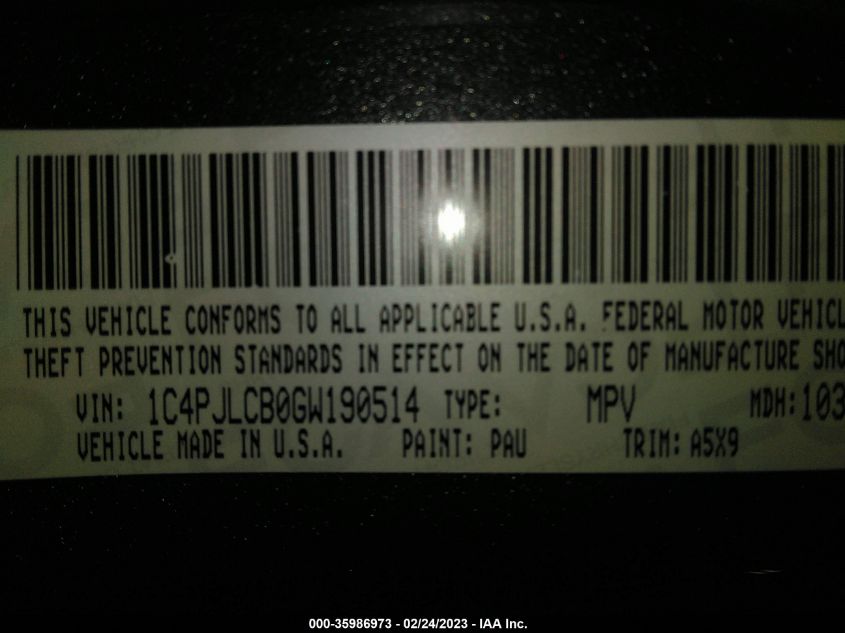 THIS VEHICLE CONFORMS TO ALL APPLICABLE U.S.A. FEDERAL MOTOR VEHICL
THEFT PREVENTION STANDARDS IN EFFECT ON THE DATE OF MANUFACTURE SHO
VIN: 1C4PJLCB0GW190514 TYPE: MPV MDH: 103
VEHICLE MADE IN U.S.A. PAINT: PAU TRIM: A5X9
000-35986973 - 02/24/2023 - IAA Inc.